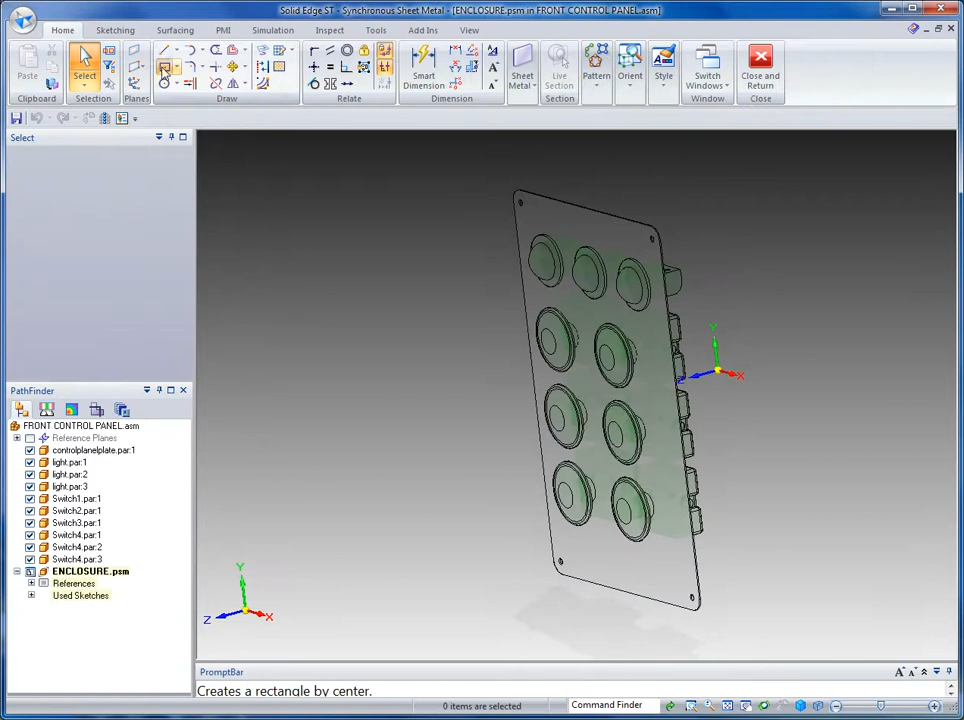 Solid Edge ST - Synchronous Sheet Metal - [ENCLOSURE.psm in FRONT CONTROL PANEL.asm]
Home Sketching Surfacing PMI Simulation Inspect Tools Add Ins View
Paste Select Smart Dimension Sheet Metal Live Section Pattern Orient Style Switch Windows Close and Return
Clipboard Selection Planes Draw Relate Dimension Section Window Close
Select
PathFinder
FRONT CONTROL PANEL.asm
Reference Planes
controlpanelplate.par:1
light.par:1
light.par:2
light.par:3
Switch1.par:1
Switch2.par:1
Switch3.par:1
Switch4.par:1
Switch4.par:2
Switch4.par:3
ENCLOSURE.psm
References
Used Sketches
Y
Z X
Y
Z X
PromptBar
Creates a rectangle by center.
0 items are selected Command Finder